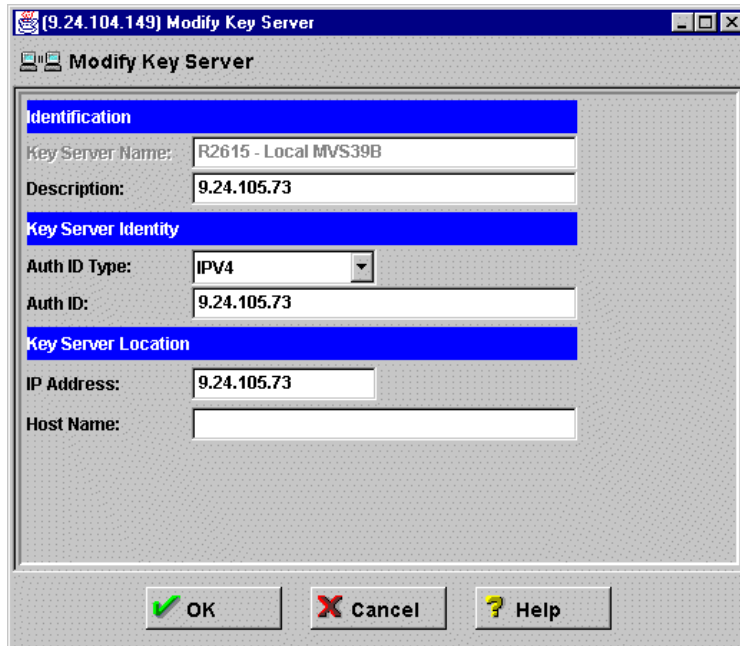 (9.24.104.149) Modify Key Server
Modify Key Server
Identification
Key Server Name: R2615 - Local MVS39B
Description: 9.24.105.73
Key Server Identity
Auth ID Type: IPV4
Auth ID: 9.24.105.73
Key Server Location
IP Address: 9.24.105.73
Host Name:
OK Cancel Help